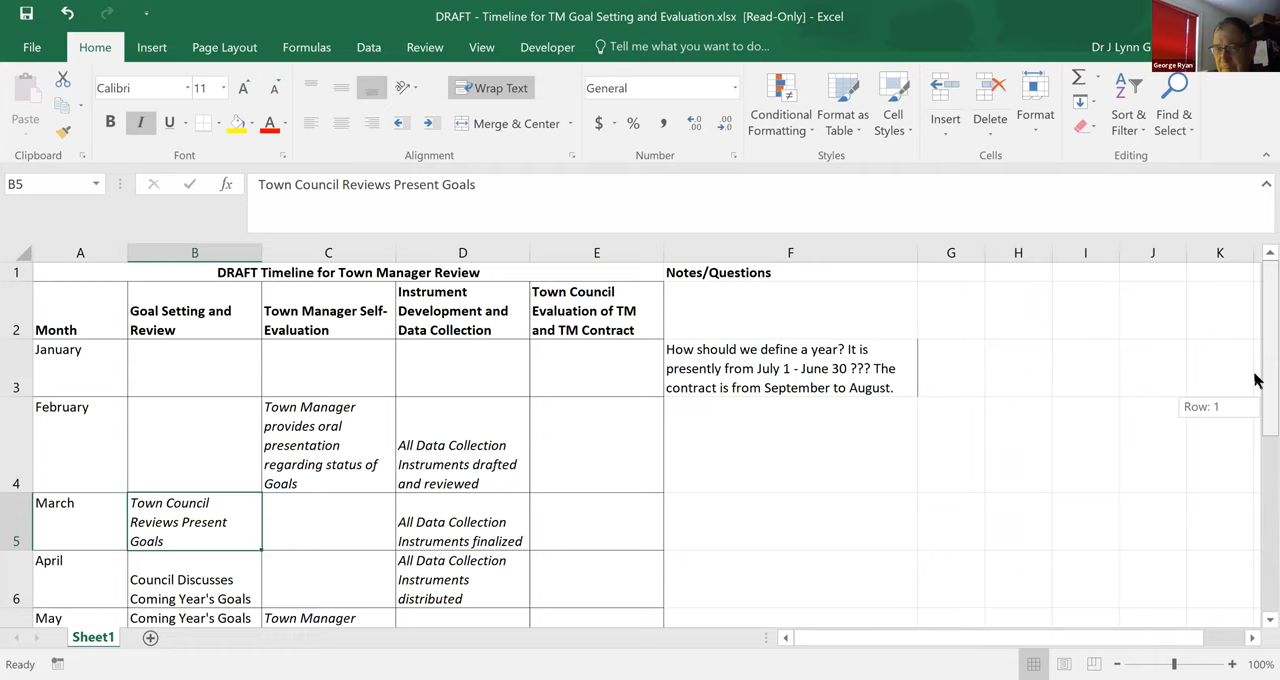 DRAFT - Timeline for TM Goal Setting and Evaluation.xlsx [Read-Only] - Excel
File Home Insert Page Layout Formulas Data Review View Developer Tell me what you want to do... Dr J Lynn G
George Ryan
Paste
Clipboard
Calibri 11
B I U
Font
Wrap Text
Merge & Center
Alignment
General
$ % ,
Number
Conditional Formatting
Format as Table
Cell Styles
Styles
Insert Delete Format
Cells
Sort & Filter
Find & Select
Editing
B5 fx Town Council Reviews Present Goals
A B C D E F G H I J K
1 DRAFT Timeline for Town Manager Review Notes/Questions
2
Month
Goal Setting and
Review
Town Manager Self-
Evaluation
Instrument
Development and
Data Collection
Town Council
Evaluation of TM
and TM Contract
3
January
How should we define a year? It is
presently from July 1 - June 30 ??? The
contract is from September to August.
4
February
Town Manager
provides oral
presentation
regarding status of
Goals
All Data Collection
Instruments drafted
and reviewed
Row: 1
5
March
Town Council
Reviews Present
Goals
All Data Collection
Instruments finalized
6
April
Council Discusses
Coming Year's Goals
All Data Collection
Instruments
distributed
May
Coming Year's Goals
Town Manager
Sheet1
Ready
100%